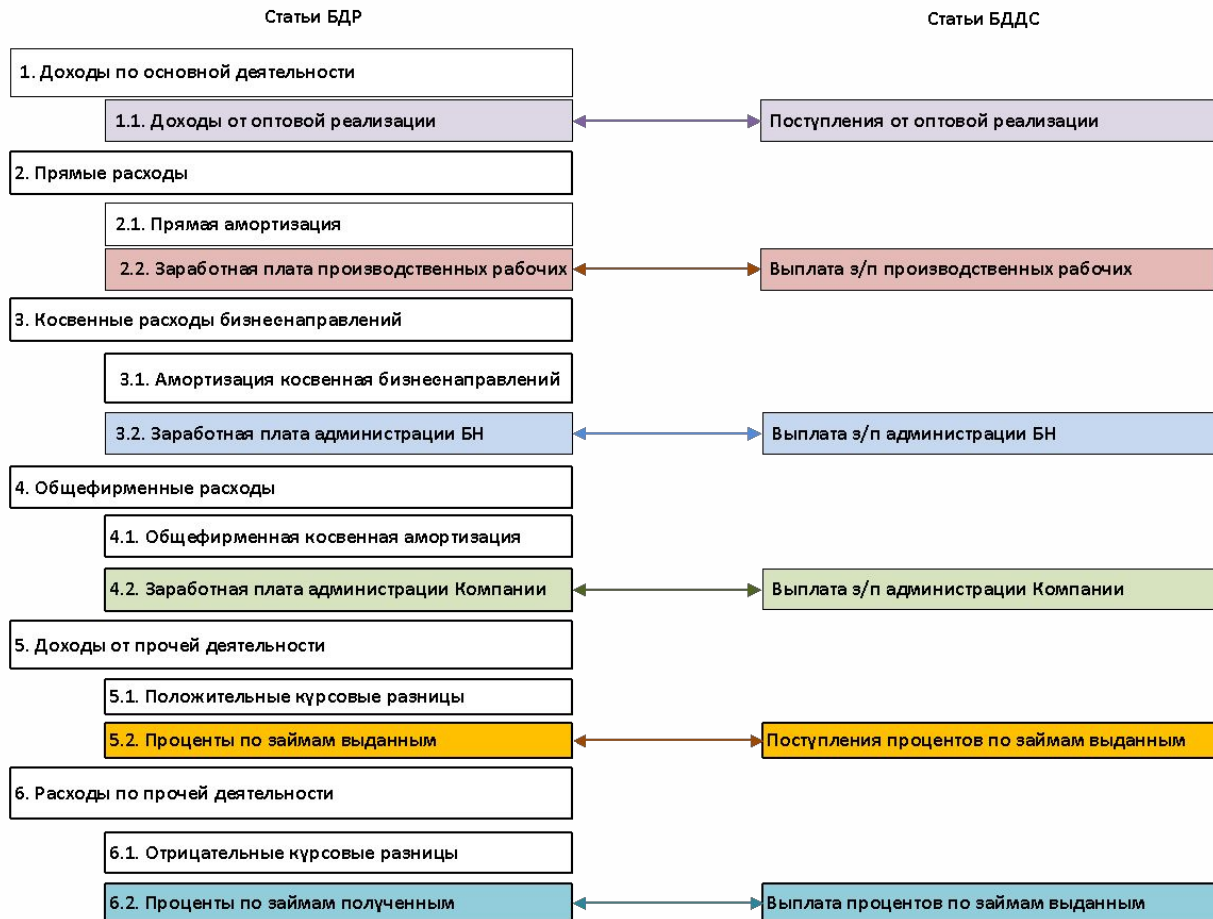 Статьи БДР
Статьи БДДС
1. Доходы по основной деятельности
1.1. Доходы от оптовой реализации
Поступления от оптовой реализации
2. Прямые расходы
2.1. Прямая амортизация
2.2. Заработная плата производственных рабочих
Выплата з/п производственных рабочих
3. Косвенные расходы бизнеснаправлений
3.1. Амортизация косвенная бизнеснаправлений
3.2. Заработная плата администрации БН
Выплата з/п администрации БН
4. Общефирменные расходы
4.1. Общефирменная косвенная амортизация
4.2. Заработная плата администрации Компании
Выплата з/п администрации Компании
5. Доходы от прочей деятельности
5.1. Положительные курсовые разницы
5.2. Проценты по займам выданным
Поступления процентов по займам выданным
6. Расходы по прочей деятельности
6.1. Отрицательные курсовые разницы
6.2. Проценты по займам полученным
Выплата процентов по займам выданным